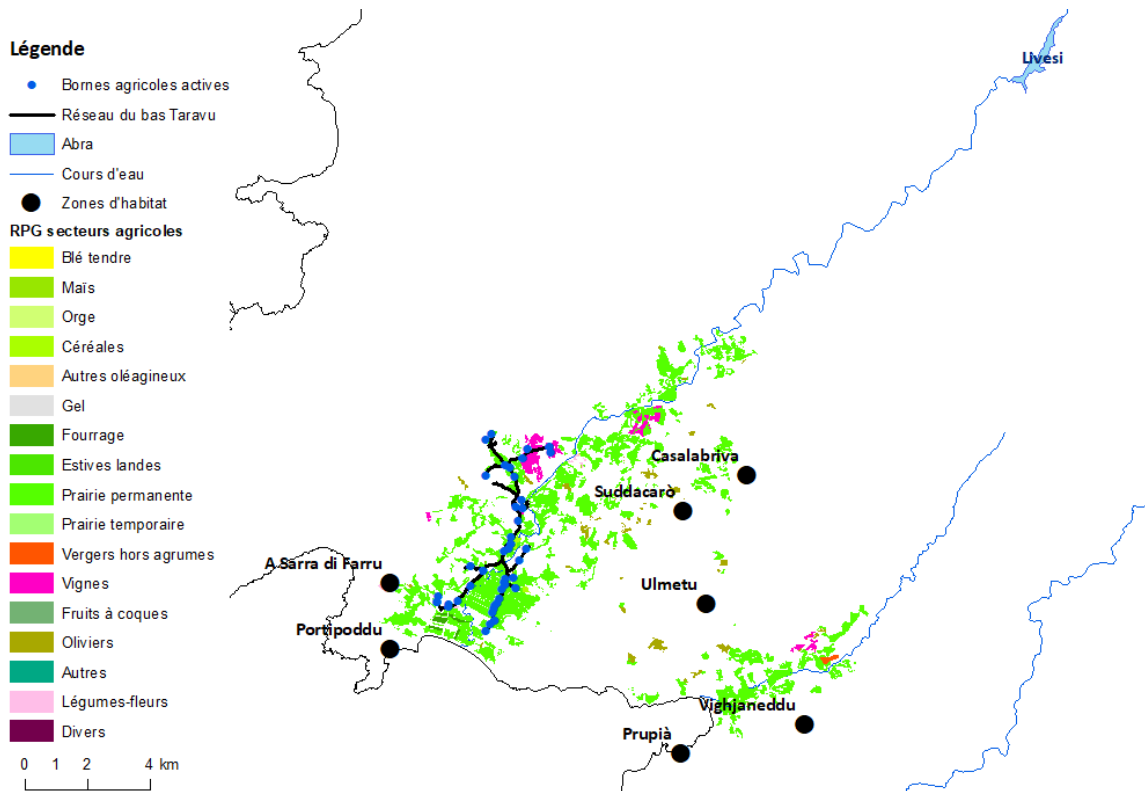 Légende
Bornes agricoles actives
Réseau du bas Taravu
Abra
Cours d'eau
Zones d'habitat
RPG secteurs agricoles
Blé tendre
Maïs
Orge
Céréales
Autres oléagineux
Gel
Fourrage
Estives landes
Prairie permanente
Prairie temporaire
Vergers hors agrumes
Vignes
Fruits à coques
Oliviers
Autres
Légumes-fleurs
Divers
0 1 2 4 km
Livesi
Casalabriva
Suddacarò
A Sarra di Farru
Ulmetu
Portipoddu
Vighjaneddu
Prupià